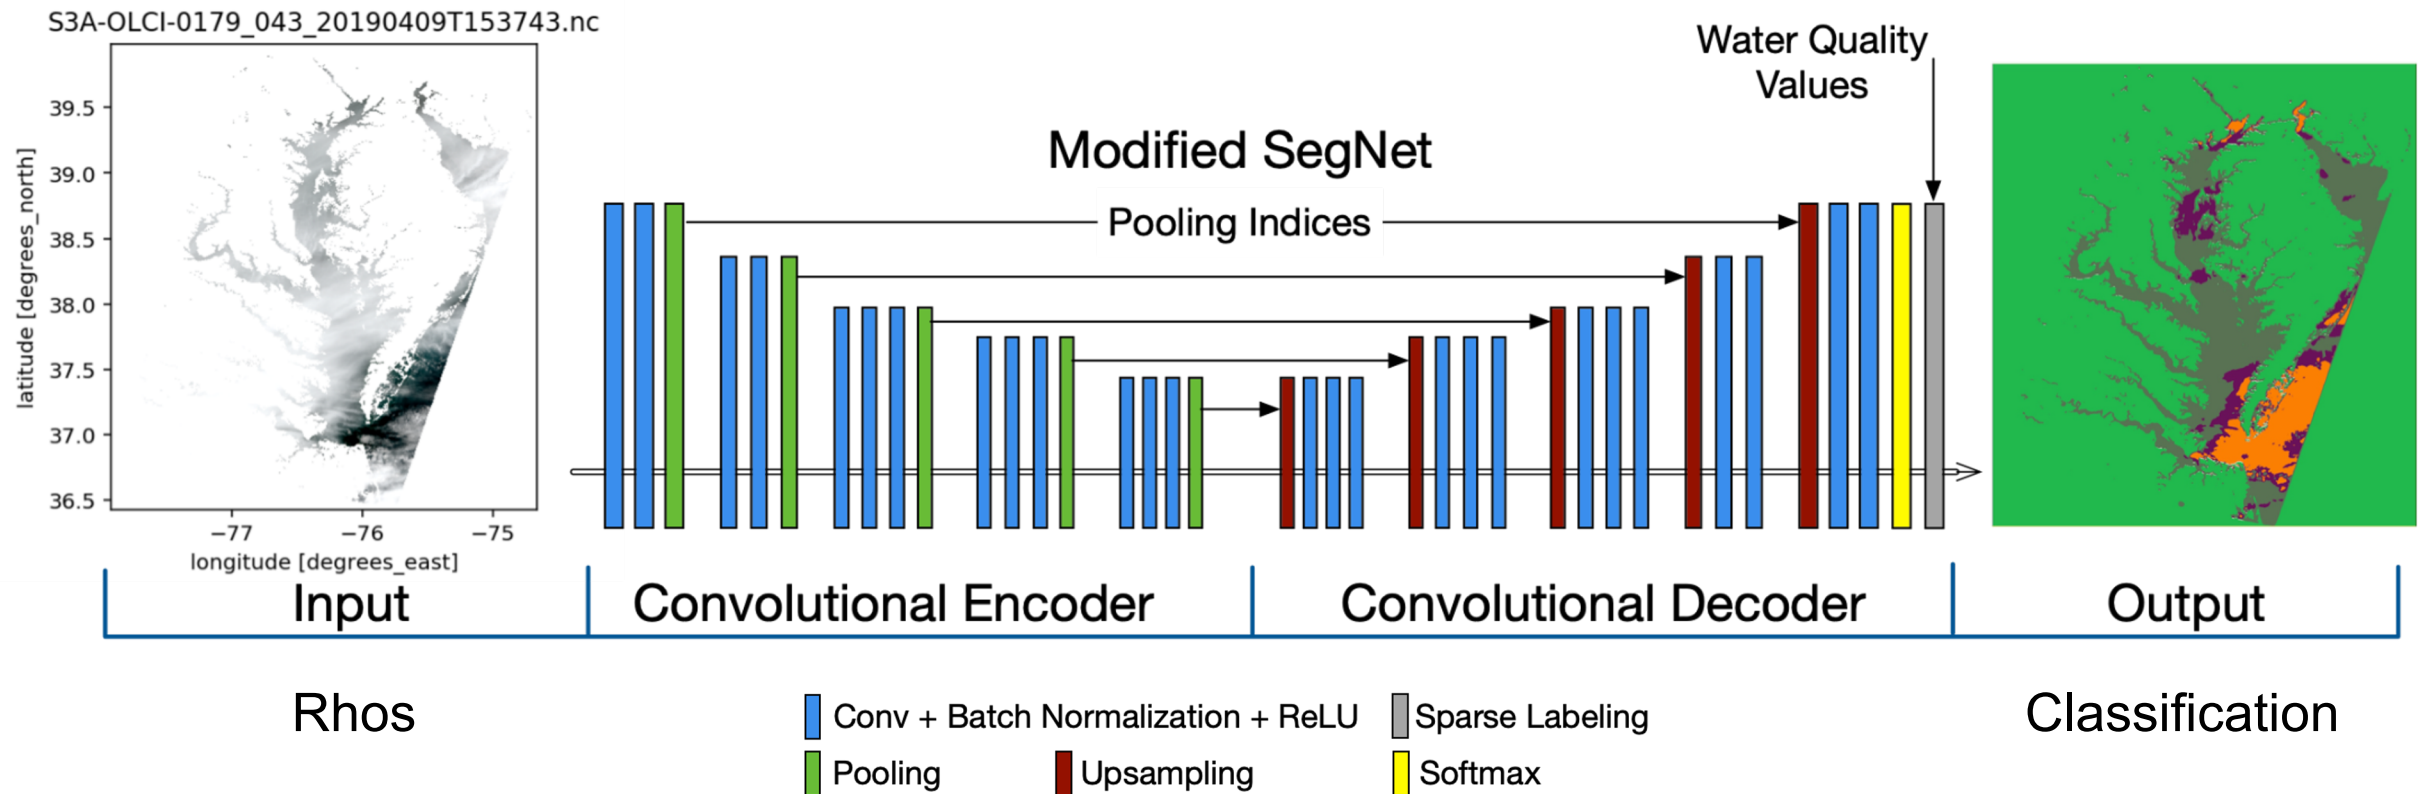 S3A-OLCI-0179_043_20190409T153743.nc
latitude [degrees_north]
39.5
39.0
38.5
38.0
37.5
37.0
36.5
−77
−76
−75
longitude [degrees_east]
Water Quality
Values
Modified SegNet
Pooling Indices
Input
Convolutional Encoder
Convolutional Decoder
Output
Rhos
Classification
Conv + Batch Normalization + ReLU
Sparse Labeling
Pooling
Upsampling
Softmax